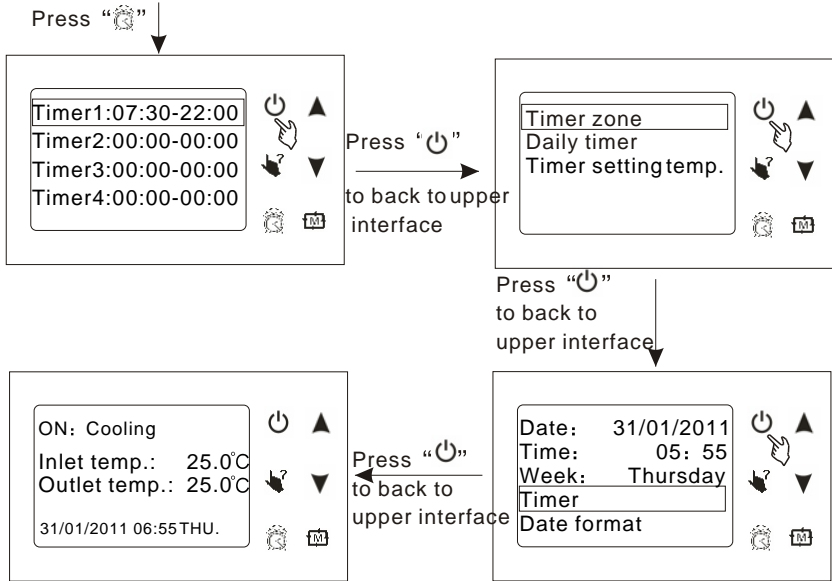 Press “ ”
Timer1:07:30-22:00
Timer2:00:00-00:00
Timer3:00:00-00:00
Timer4:00:00-00:00
M
Press “ ”
to back to upper
interface
Timer zone
Daily timer
Timer setting temp.
M
Press “ ”
to back to
upper interface
Date: 31/01/2011
Time: 05: 55
Week: Thursday
Timer
Date format
M
Press “ ”
to back to
upper interface
ON: Cooling
Inlet temp.: 25.0°C
Outlet temp.: 25.0°C
31/01/2011 06:55THU.
M